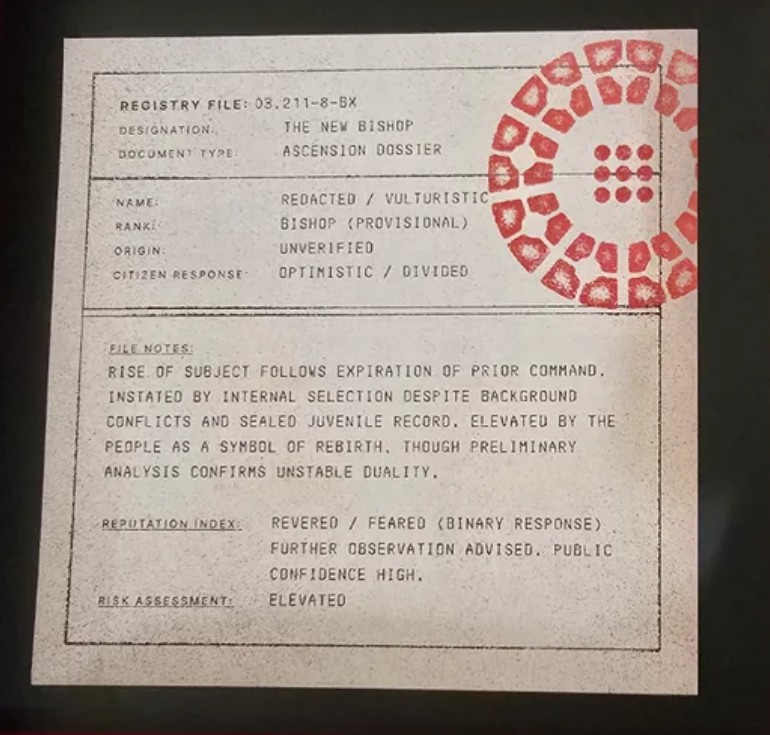 REGISTRY FILE: 03.211-8-BX
DESIGNATION: THE NEW BISHOP
DOCUMENT TYPE: ASCENSION DOSSIER
NAME: REDACTED / VULTURISTIC
RANK: BISHOP (PROVISIONAL)
ORIGIN: UNVERIFIED
CITIZEN RESPONSE: OPTIMISTIC / DIVIDED
FILE NOTES:
RISE OF SUBJECT FOLLOWS EXPIRATION OF PRIOR COMMAND.
INSTATED BY INTERNAL SELECTION DESPITE BACKGROUND
CONFLICTS AND SEALED JUVENILE RECORD. ELEVATED BY THE
PEOPLE AS A SYMBOL OF REBIRTH, THOUGH PRELIMINARY
ANALYSIS CONFIRMS UNSTABLE DUALITY.
REPUTATION INDEX: REVERED / FEARED (BINARY RESPONSE)
FURTHER OBSERVATION ADVISED. PUBLIC
CONFIDENCE HIGH.
RISK ASSESSMENT: ELEVATED